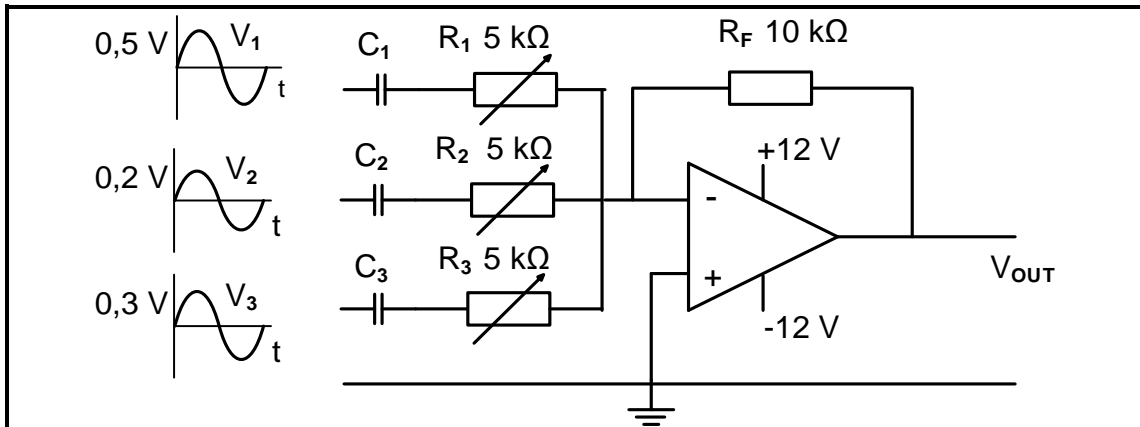 0,5 V V₁ t
C₁ R₁ 5 kΩ
R_F 10 kΩ
0,2 V V₂ t
C₂ R₂ 5 kΩ
+12 V
-
+
-12 V
V_OUT
0,3 V V₃ t
C₃ R₃ 5 kΩ